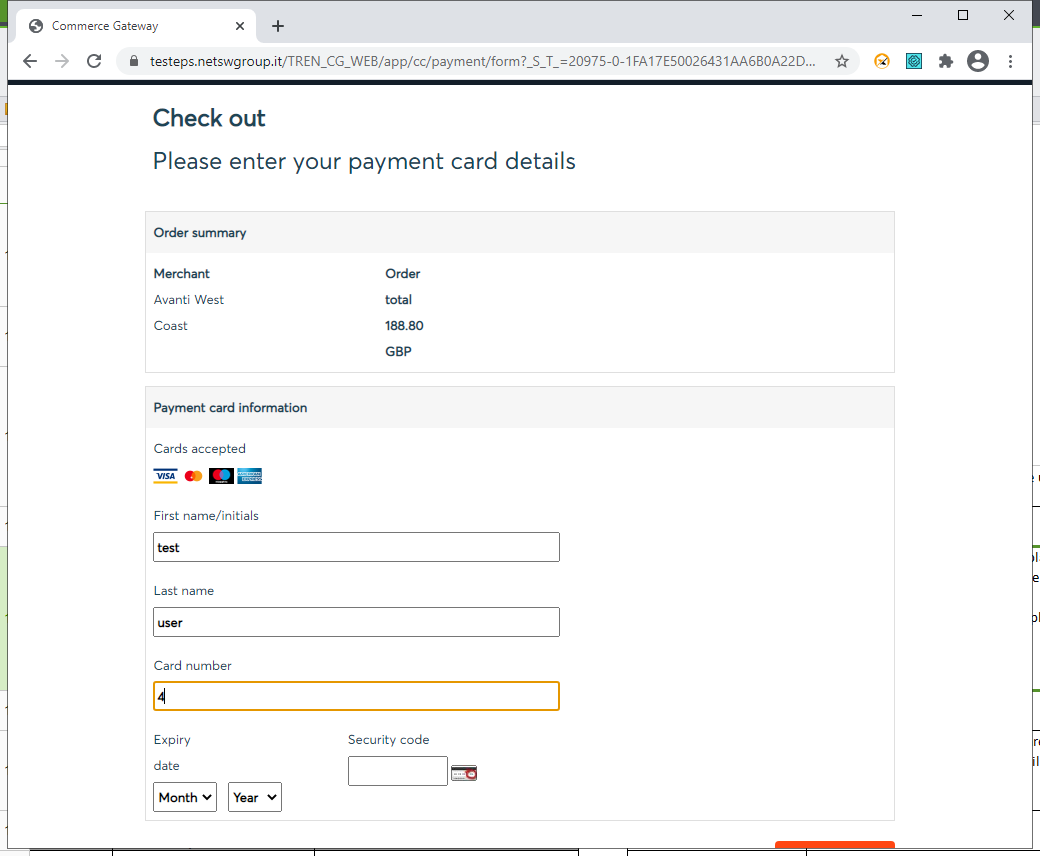 Commerce Gateway
testeps.netswgroup.it/TREN_CG_WEB/app/cc/payment/form?_S_T_=20975-0-1FA17E50026431AA6B0A22D...
Check out
Please enter your payment card details
Order summary
Merchant Order
Avanti West total
Coast 188.80
GBP
Payment card information
Cards accepted
VISA
First name/initials
test
Last name
user
Card number
4
Expiry Security code
date
Month Year